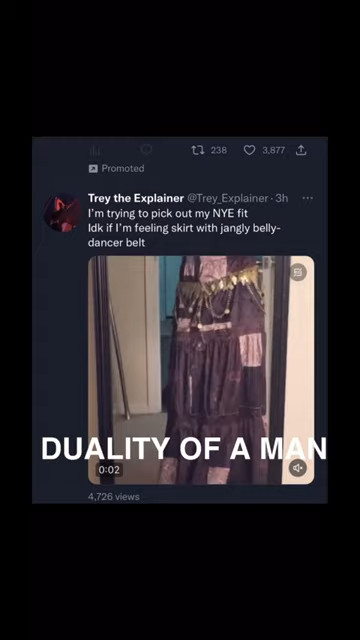 238 3,877
Promoted
Trey the Explainer @Trey_Explainer · 3h
I'm trying to pick out my NYE fit
Idk if I'm feeling skirt with jangly belly-
dancer belt
DUALITY OF A MAN
0:02
4,726 views